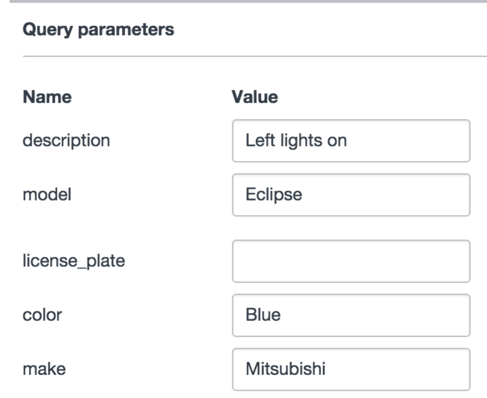 Query parameters
Name Value
description Left lights on
model Eclipse
license_plate
color Blue
make Mitsubishi